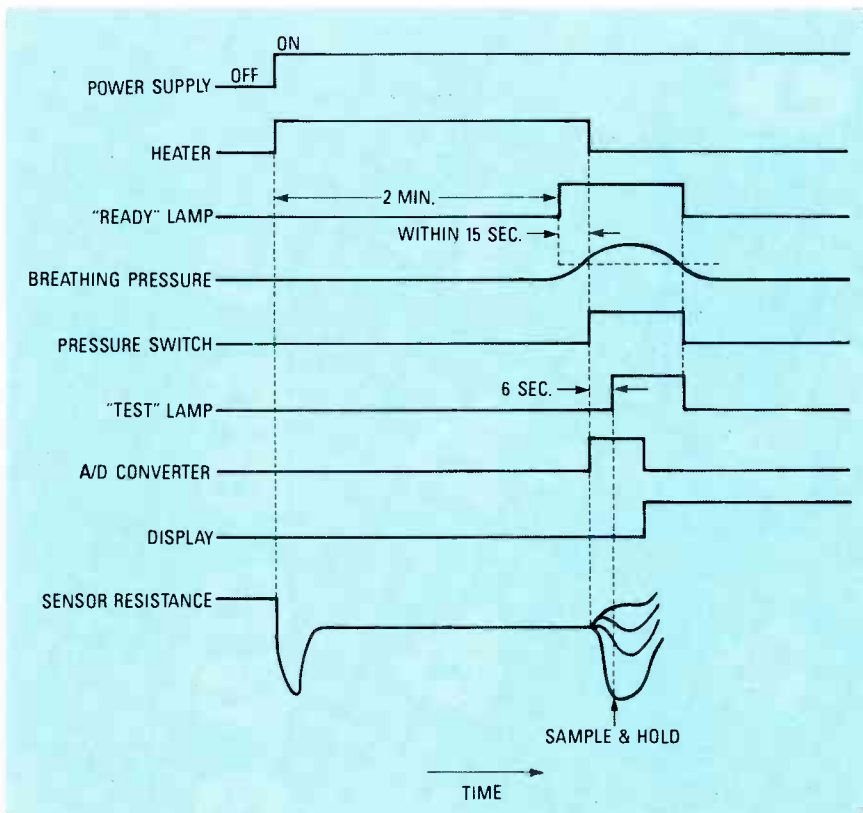 ON
OFF
POWER SUPPLY
HEATER
2 MIN.
"READY" LAMP
WITHIN 15 SEC.
BREATHING PRESSURE
PRESSURE SWITCH
6 SEC.
"TEST" LAMP
A/D CONVERTER
DISPLAY
SENSOR RESISTANCE
SAMPLE & HOLD
TIME